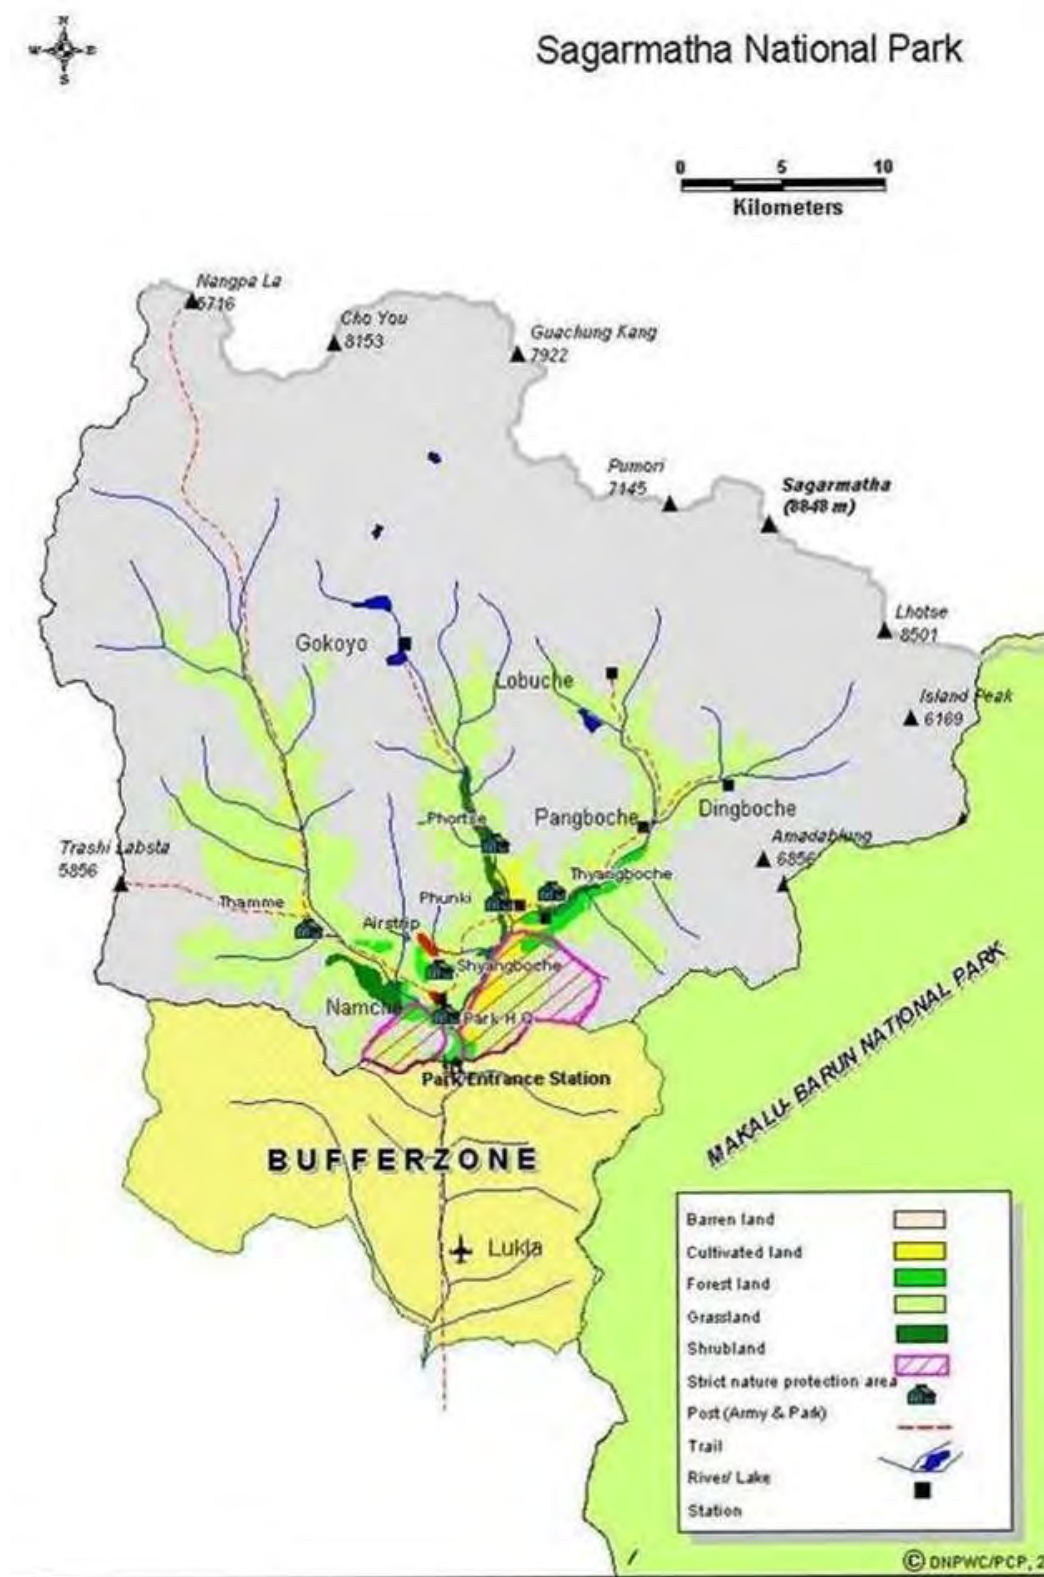 N
W E
S
Sagarmatha National Park
0 5 10
Kilometers
Nangpa La
5716
Cho You
8153
Guachung Kang
7922
Pumori
7145
Sagarmatha
(8848 m)
Lhotse
8501
Gokoyo
Lobuche
Island Peak
6169
Phortse
Pangboche
Dingboche
Trashi Labsta
5856
Amadablung
6856
Thyangboche
Thamme
Phunki
Airstrip
Shyangboche
Namche
Park H Q
Park Entrance Station
MAKALU- BARUN NATIONAL PARK
BUFFERZONE
Lukla
Barren land
Cultivated land
Forest land
Grassland
Shrubland
Strict nature protection area
Post (Army & Park)
Trail
River/ Lake
Station
© DNPWC/PCP, 2